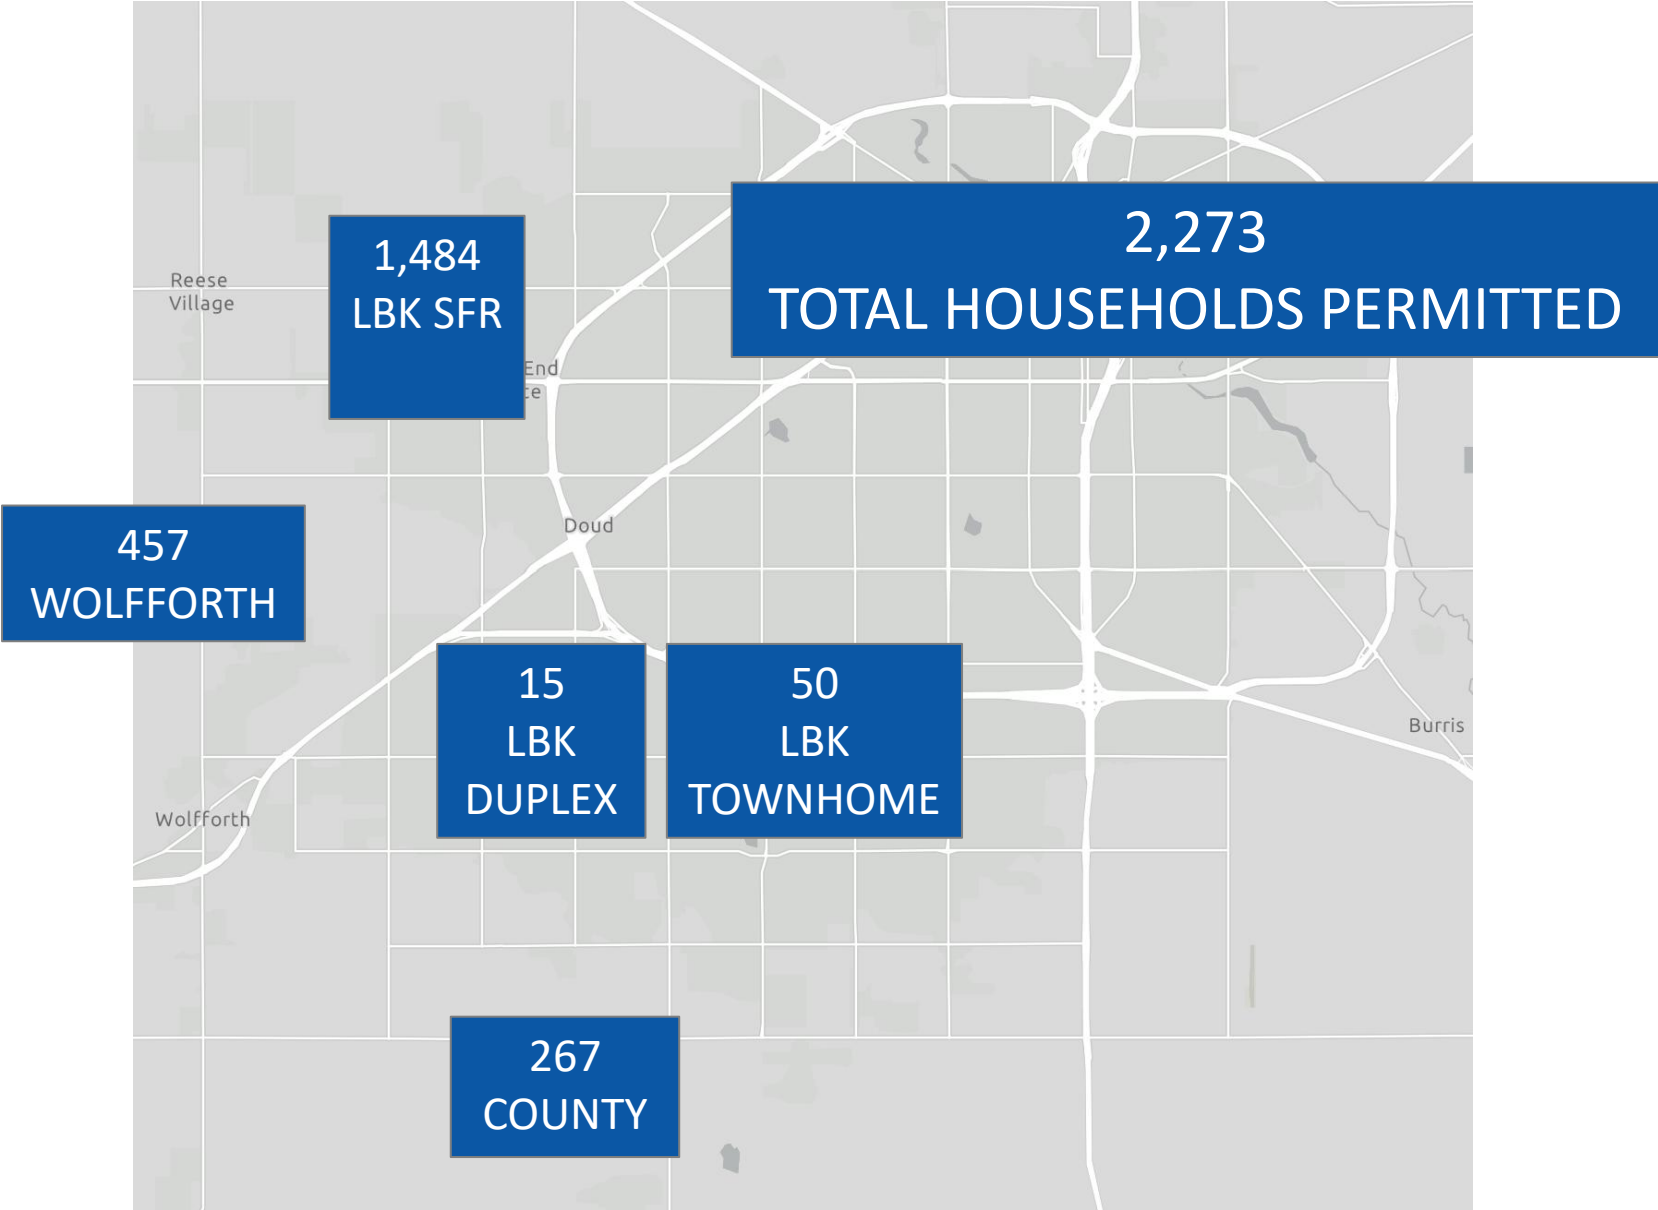 2,273
TOTAL HOUSEHOLDS PERMITTED
1,484
LBK SFR
Reese
Village
End
457
WOLFFORTH
Doud
15
LBK
DUPLEX
50
LBK
TOWNHOME
Burris
Wolfforth
267
COUNTY